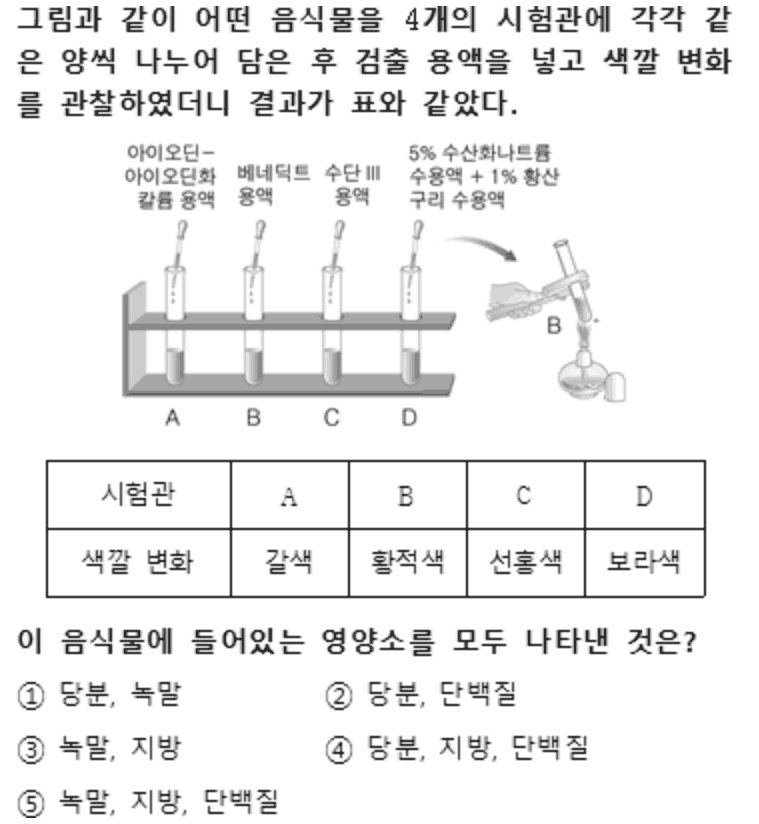 그림과 같이 어떤 음식물을 4개의 시험관에 각각 같
은 양씩 나누어 담은 후 검출 용액을 넣고 색깔 변화
를 관찰하였더니 결과가 표와 같았다.
아이오딘-
아이오딘화
칼륨 용액
베네딕트
용액
수단 III
용액
5% 수산화나트륨
수용액 + 1% 황산
구리 수용액
B
A B C D
시험관 A B C D
색깔 변화 갈색 황적색 선홍색 보라색
이 음식물에 들어있는 영양소를 모두 나타낸 것은?
① 당분, 녹말 ② 당분, 단백질
③ 녹말, 지방 ④ 당분, 지방, 단백질
⑤ 녹말, 지방, 단백질